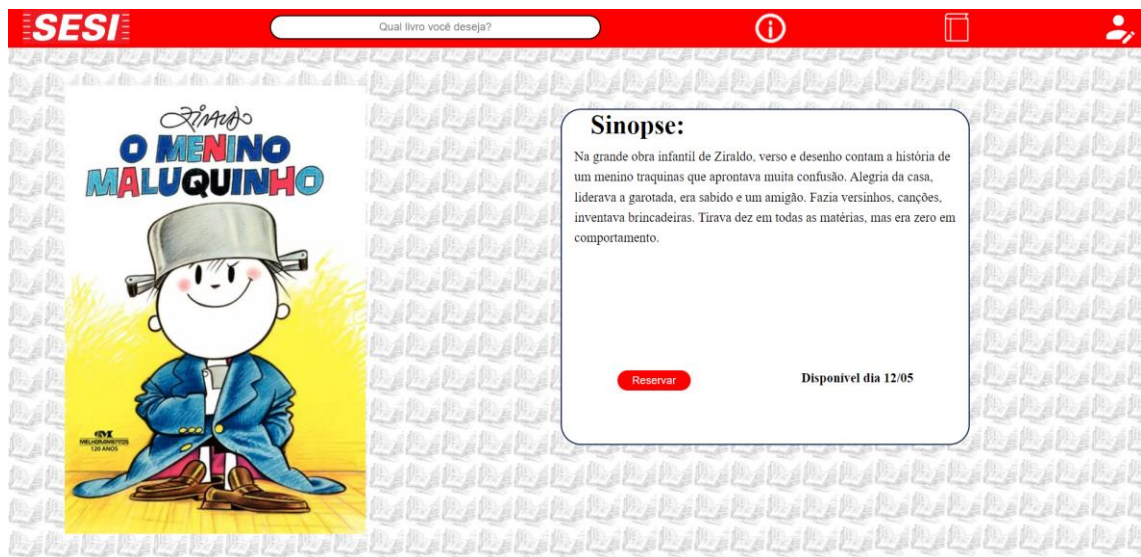 SESI
Qual livro você deseja?
ZIRALDO
O MENINO
MALUQUINHO
MELHORAMENTOS
120 ANOS
Sinopse:
Na grande obra infantil de Ziraldo, verso e desenho contam a história de
um menino traquinas que aprontava muita confusão. Alegria da casa,
liderava a garotada, era sabido e um amigão. Fazia versinhos, canções,
inventava brincadeiras. Tirava dez em todas as matérias, mas era zero em
comportamento.
Reservar
Disponível dia 12/05